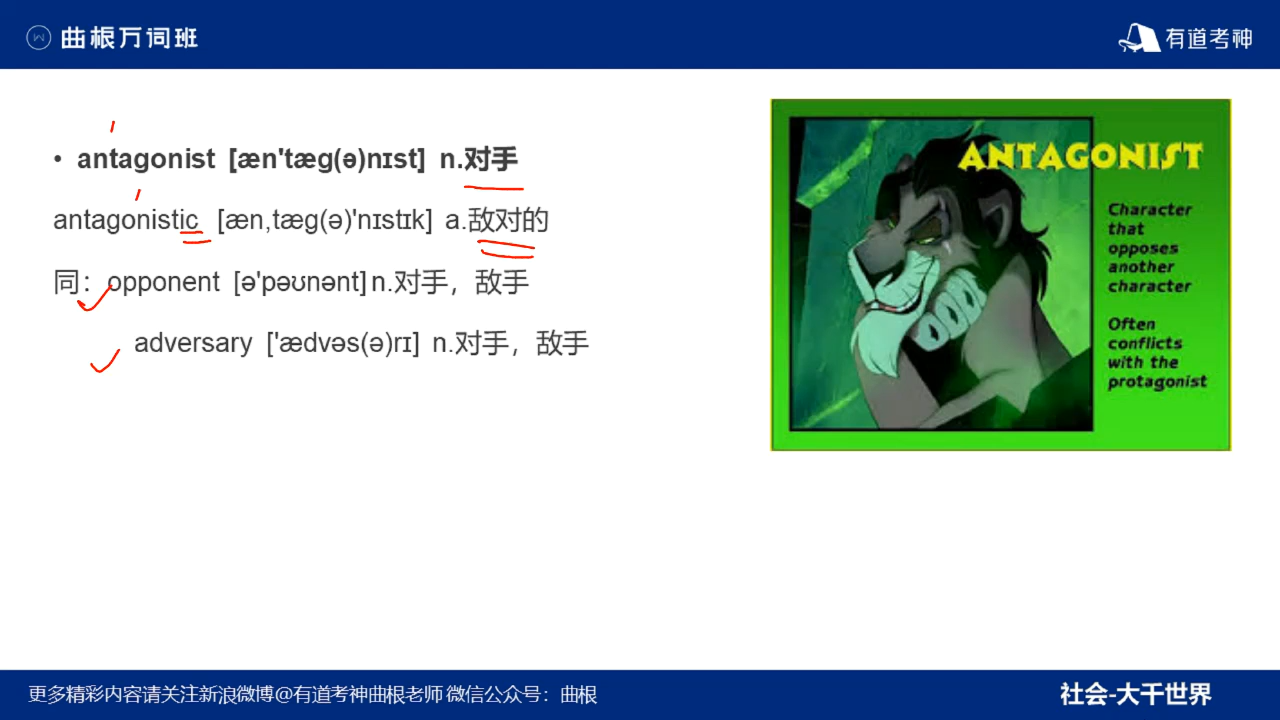 曲根万词班
有道考神
• antagonist [æn'tæg(ə)nɪst] n.对手
antagonistic [æn,tæg(ə)'nɪstɪk] a.敌对的
同：opponent [ə'pəʊnənt] n.对手，敌手
adversary ['ædvəs(ə)rɪ] n.对手，敌手
ANTAGONIST
Character
that
opposes
another
character
Often
conflicts
with the
protagonist
更多精彩内容请关注新浪微博@有道考神曲根老师 微信公众号：曲根
社会-大千世界